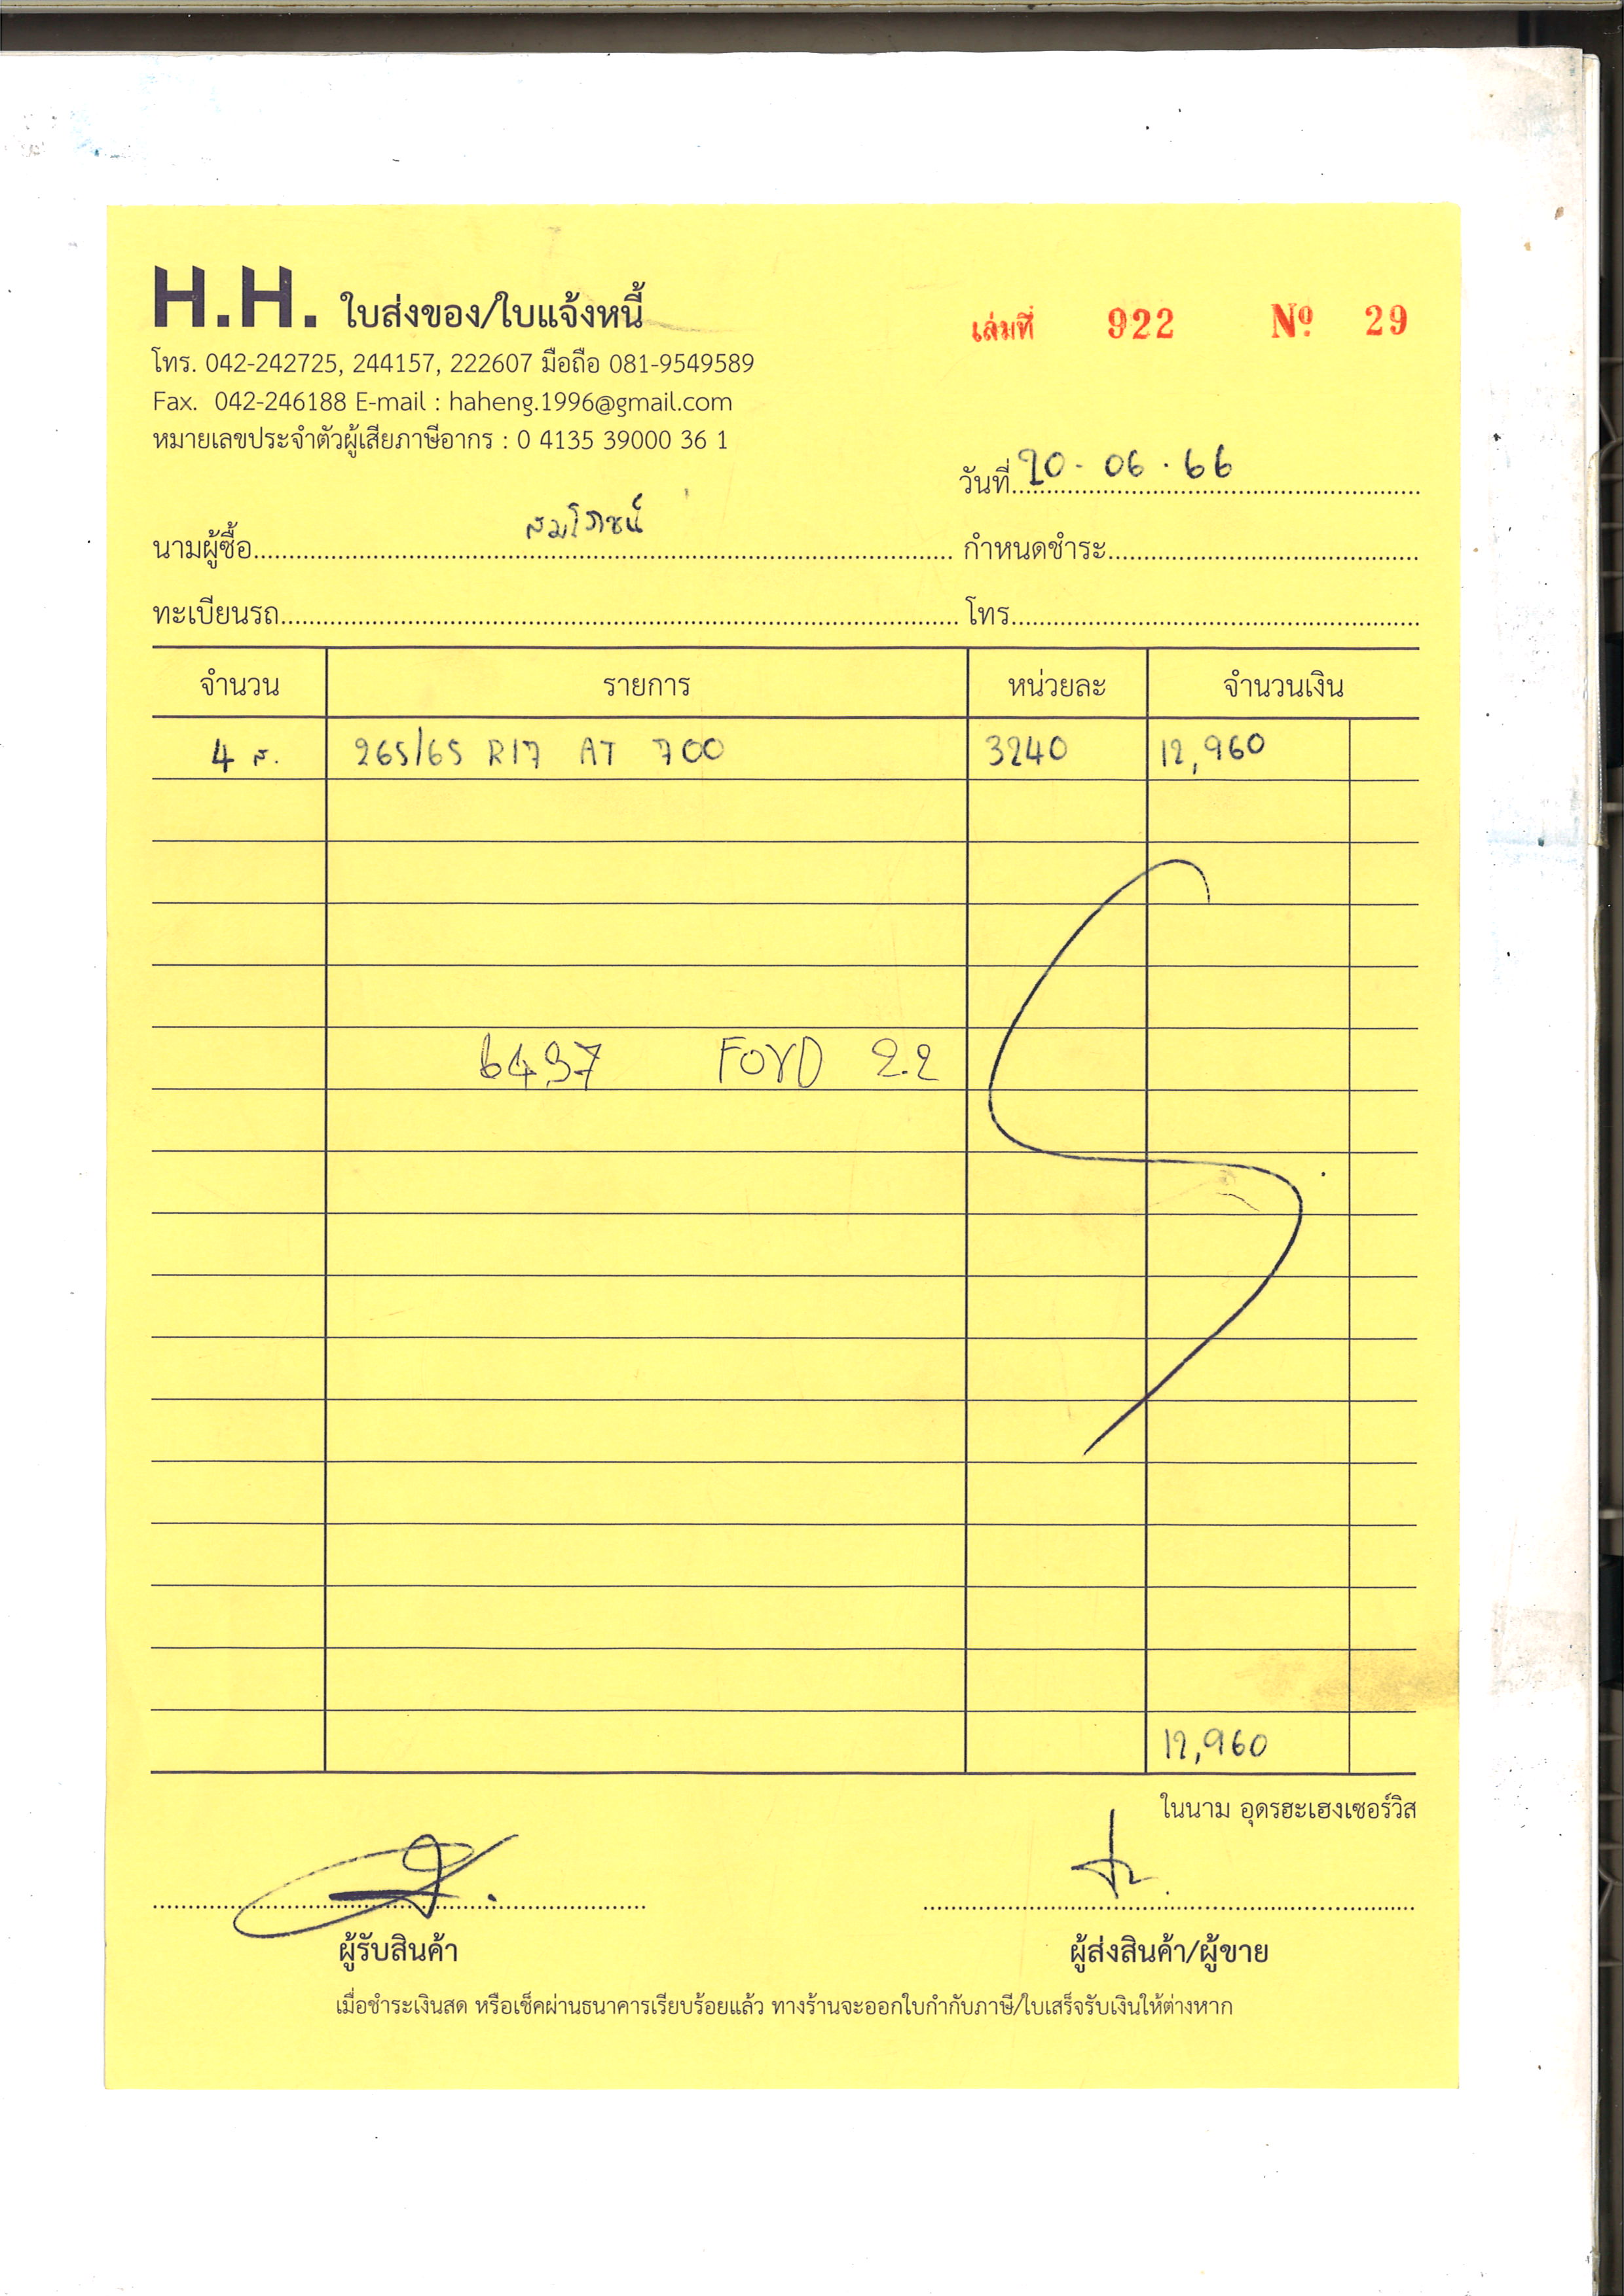 H.H. ใบส่งของ/ใบแจ้งหนี้
เล่มที่ 922 Nº 29
โทร. 042-242725, 244157, 222607 มือถือ 081-9549589
Fax. 042-246188 E-mail : haheng.1996@gmail.com
หมายเลขประจำตัวผู้เสียภาษีอากร : 0 4135 39000 36 1
วันที่ 20-06.66
นามผู้ซื้อ สมโภชน์ กำหนดชำระ
ทะเบียนรถ โทร
จำนวน รายการ หน่วยละ จำนวนเงิน
4 ส. 265/65 R17 AT 700 3240 12,960
6497 FORD 2.2
12,960
ในนาม อุดรฮะเฮงเซอร์วิส
ผู้รับสินค้า ผู้ส่งสินค้า/ผู้ขาย
เมื่อชำระเงินสด หรือเช็คผ่านธนาคารเรียบร้อยแล้ว ทางร้านจะออกใบกำกับภาษี/ใบเสร็จรับเงินให้ต่างหาก